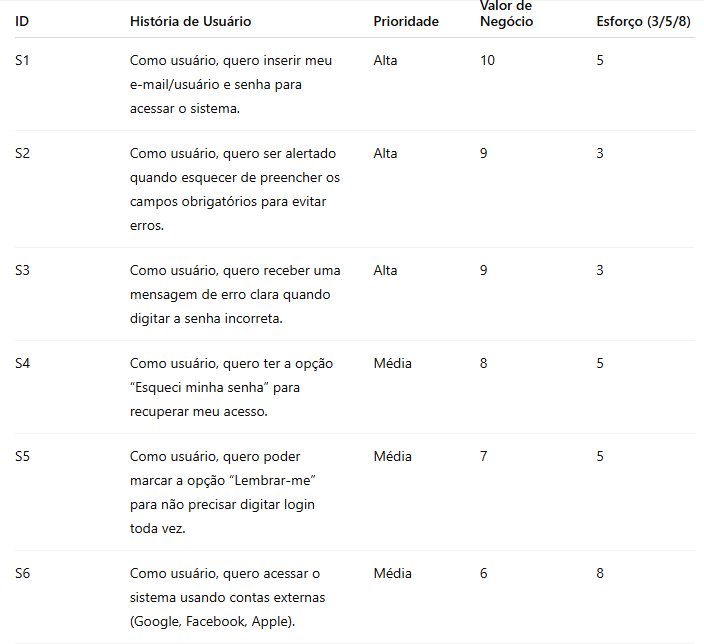 ID História de Usuário Prioridade Valor de Negócio Esforço (3/5/8)
S1 Como usuário, quero inserir meu Alta 10 5
e-mail/usuário e senha para
acessar o sistema.
S2 Como usuário, quero ser alertado Alta 9 3
quando esquecer de preencher os
campos obrigatórios para evitar
erros.
S3 Como usuário, quero receber uma Alta 9 3
mensagem de erro clara quando
digitar a senha incorreta.
S4 Como usuário, quero ter a opção Média 8 5
“Esqueci minha senha” para
recuperar meu acesso.
S5 Como usuário, quero poder Média 7 5
marcar a opção “Lembrar-me”
para não precisar digitar login
toda vez.
S6 Como usuário, quero acessar o Média 6 8
sistema usando contas externas
(Google, Facebook, Apple).